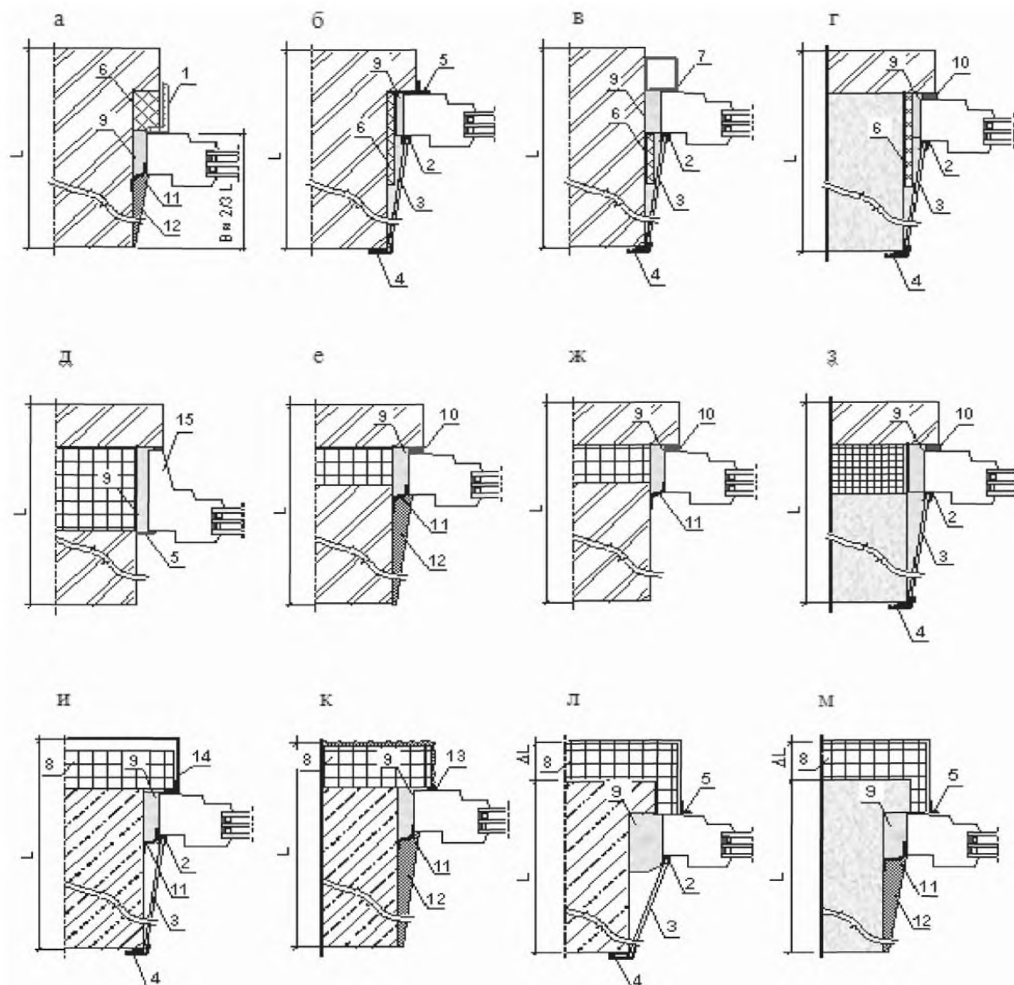 а б в г
6 1 9 L 11 12 В и 2/3 L
9 5 6 2 L 3 4
9 7 6 2 L 3 4
9 10 6 2 L 3 4
д е ж з
15 9 L 5
9 10 L 11 12
9 10 L 11
9 10 L 2 3 4
и к л м
8 9 14 L 2 11 3 4
8 9 13 L 11 12
ΔL 8 5 9 L 2 3 4
ΔL 8 5 9 L 11 12